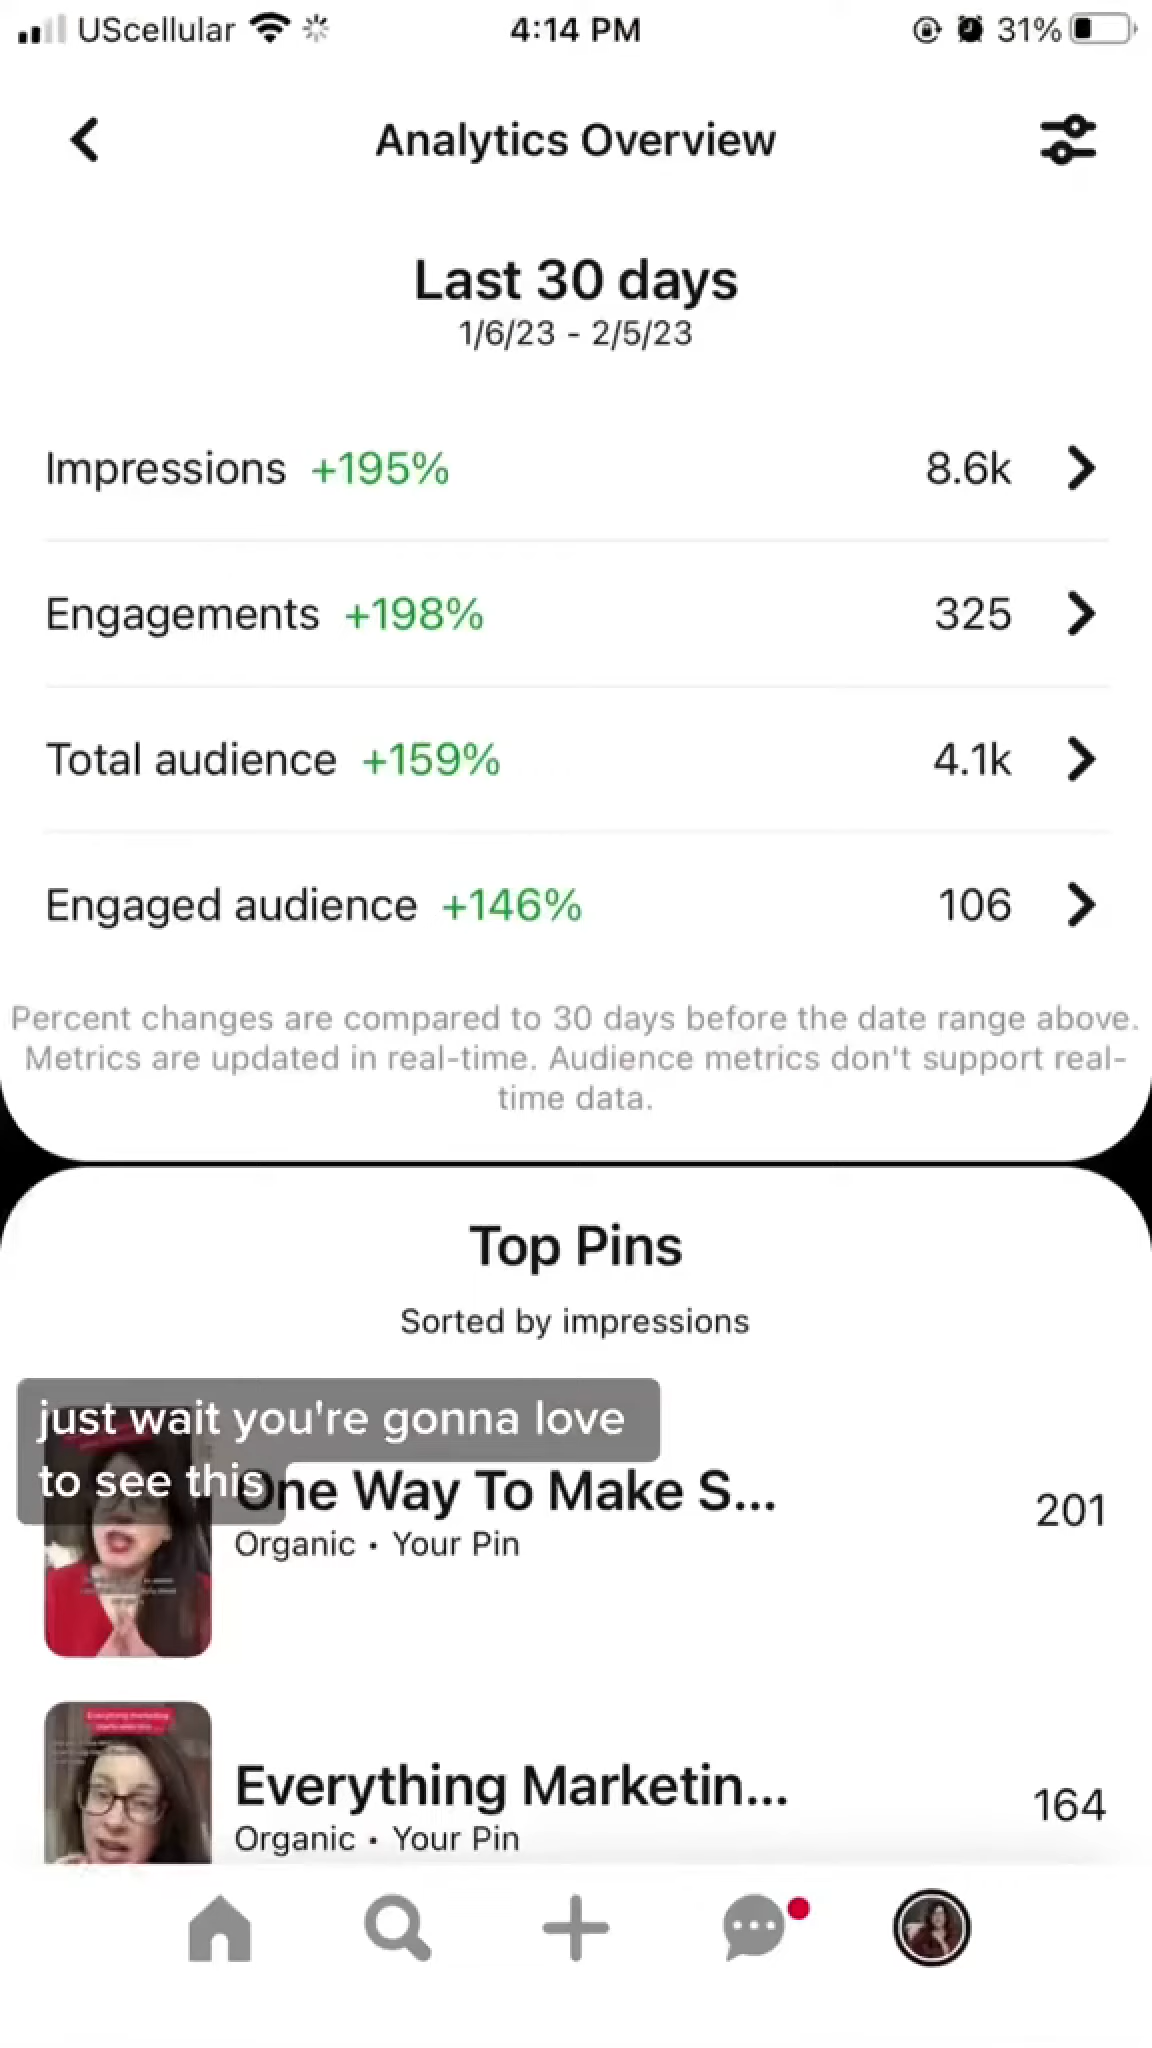 UScellular
4:14 PM
31%
Analytics Overview
Last 30 days
1/6/23 - 2/5/23
Impressions +195% 8.6k
Engagements +198% 325
Total audience +159% 4.1k
Engaged audience +146% 106
Percent changes are compared to 30 days before the date range above.
Metrics are updated in real-time. Audience metrics don't support real-
time data.
Top Pins
Sorted by impressions
just wait you're gonna love
to see this
One Way To Make S... 201
Organic • Your Pin
Everything marketing
Everything Marketin... 164
Organic • Your Pin